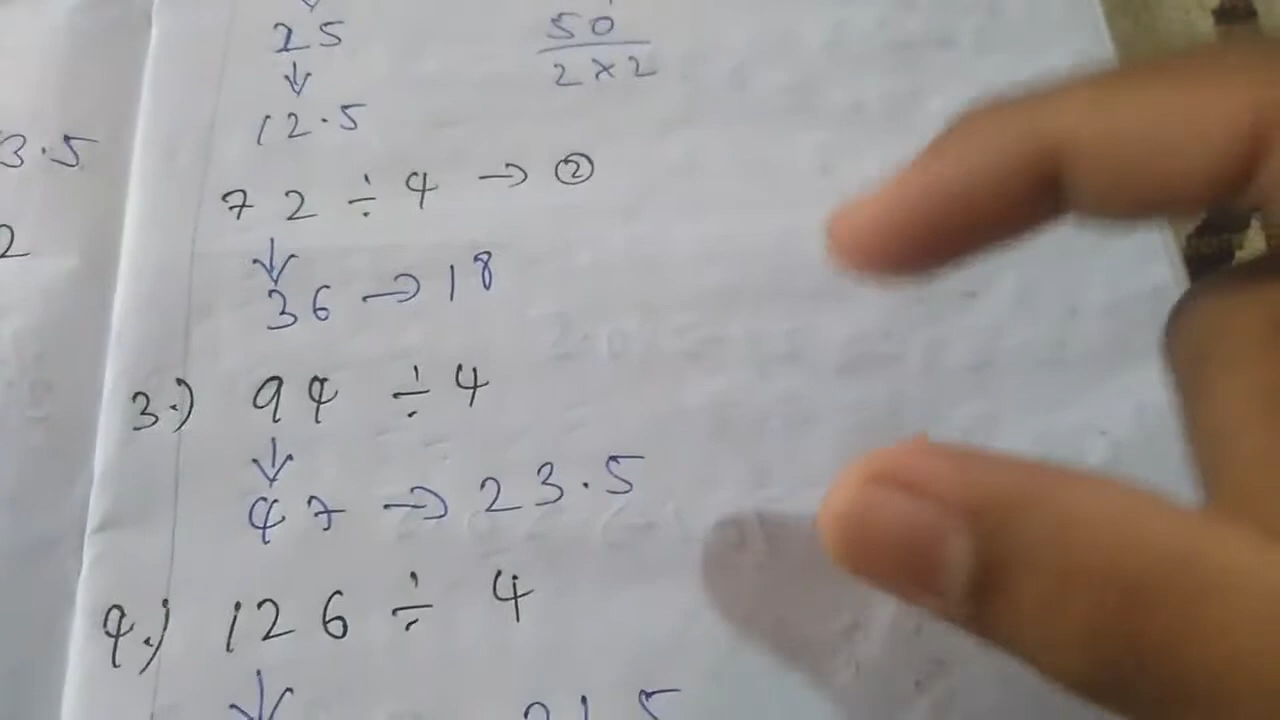 25
50
2 × 2
↓
12.5
3.5
72 ÷ 4 → ②
2
↓
36 → 18
3.) 94 ÷ 4
↓
47 → 23.5
4.) 126 ÷ 4
↓